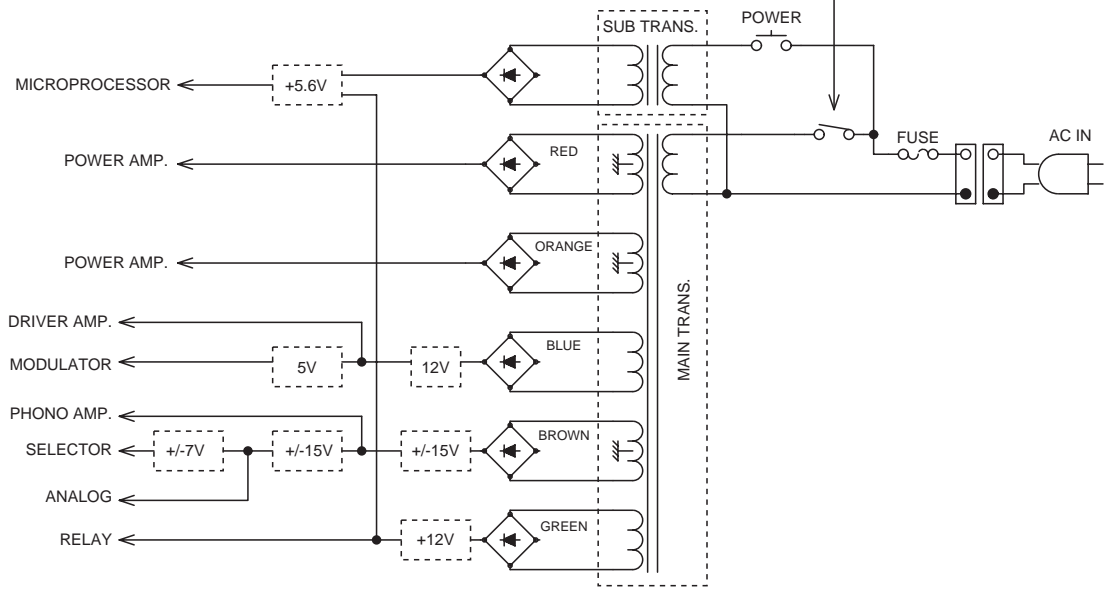 SUB TRANS.
POWER
MICROPROCESSOR
+5.6V
FUSE
AC IN
POWER AMP.
RED
POWER AMP.
ORANGE
MAIN TRANS.
DRIVER AMP.
MODULATOR
5V
12V
BLUE
PHONO AMP.
SELECTOR
+/-7V
+/-15V
+/-15V
BROWN
ANALOG
RELAY
+12V
GREEN